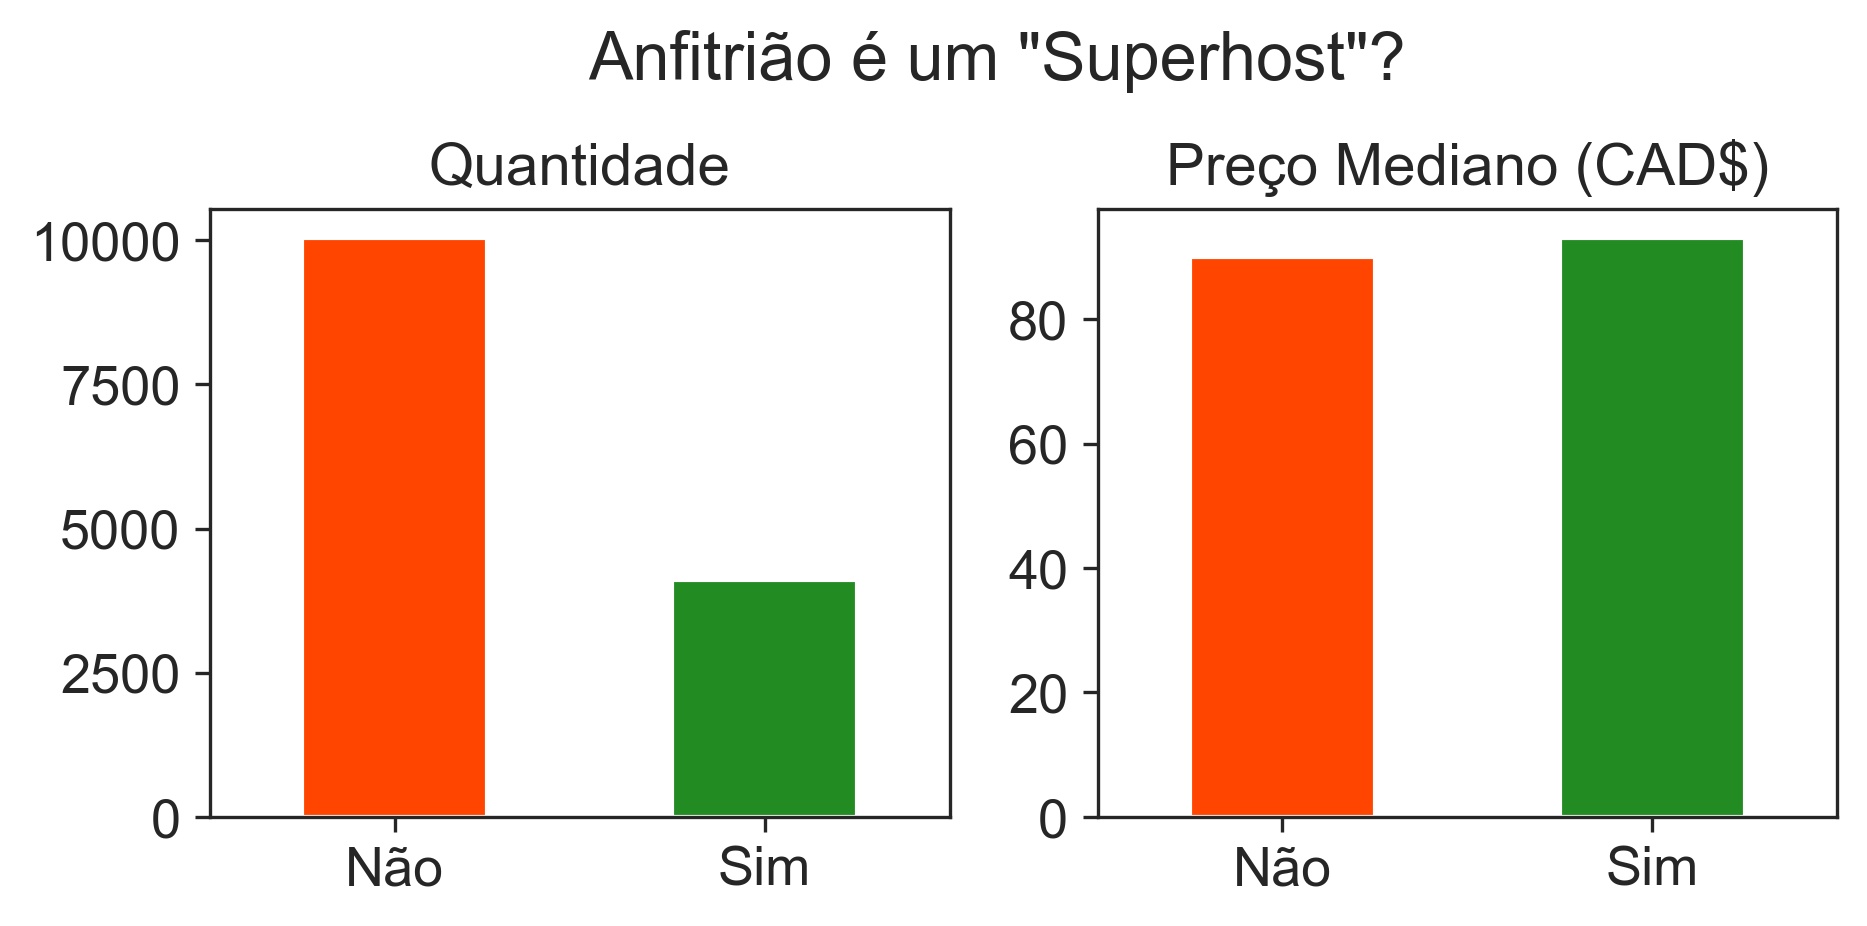 Anfitrião é um "Superhost"?
Quantidade
10000
7500
5000
2500
0
Não Sim
Preço Mediano (CAD$)
80
60
40
20
0
Não Sim